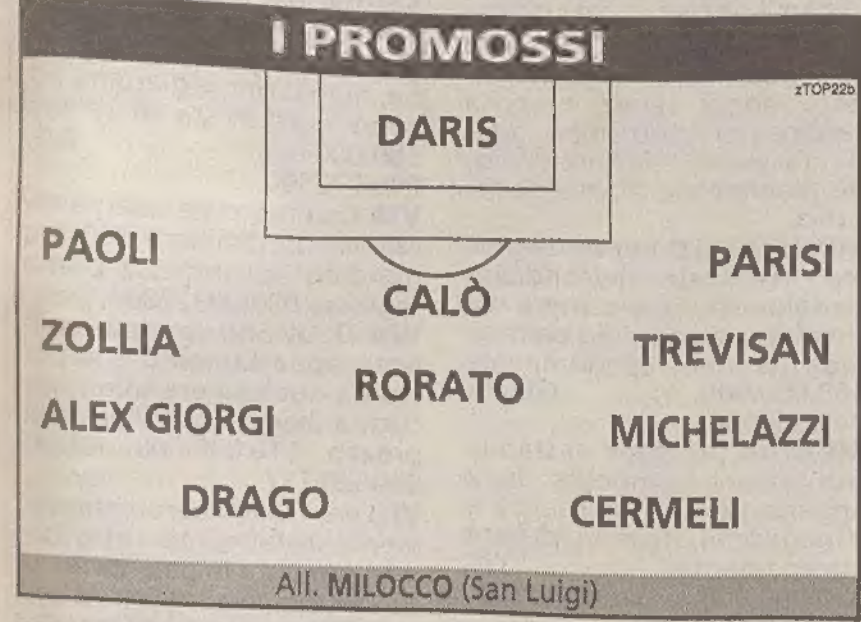 I PROMOSSI
zTOP22b
DARIS
PAOLI
PARISI
CALÒ
ZOLLIA
TREVISAN
RORATO
ALEX GIORGI
MICHELAZZI
DRAGO
CERMELI
All. MILOCCO (San Luigi)